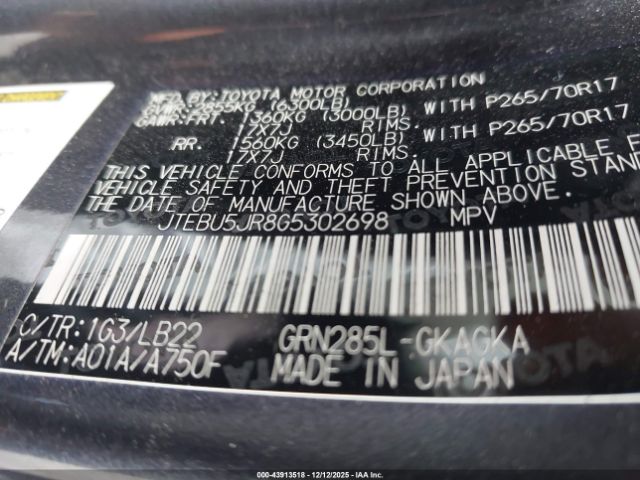 MFD. BY: TOYOTA MOTOR CORPORATION
GVWR: 2855KG (6300LB)
GAWR: FRT. 1360KG (3000LB) WITH P265/70R17
17X7J RIMS.
RR. 1560KG (3450LB) WITH P265/70R17
17X7J RIMS.
THIS VEHICLE CONFORMS TO ALL APPLICABLE
VEHICLE SAFETY AND THEFT PREVENTION
THE DATE OF MANUFACTURE SHOWN ABOVE.
JTEBU5JR8G5302698 MPV
C/TR: 1G3/LB22 GRN285L-GKAGKA
A/TM: A01A/A750F MADE IN JAPAN
000-43913518 - 12/12/2025 - IAAI.COM